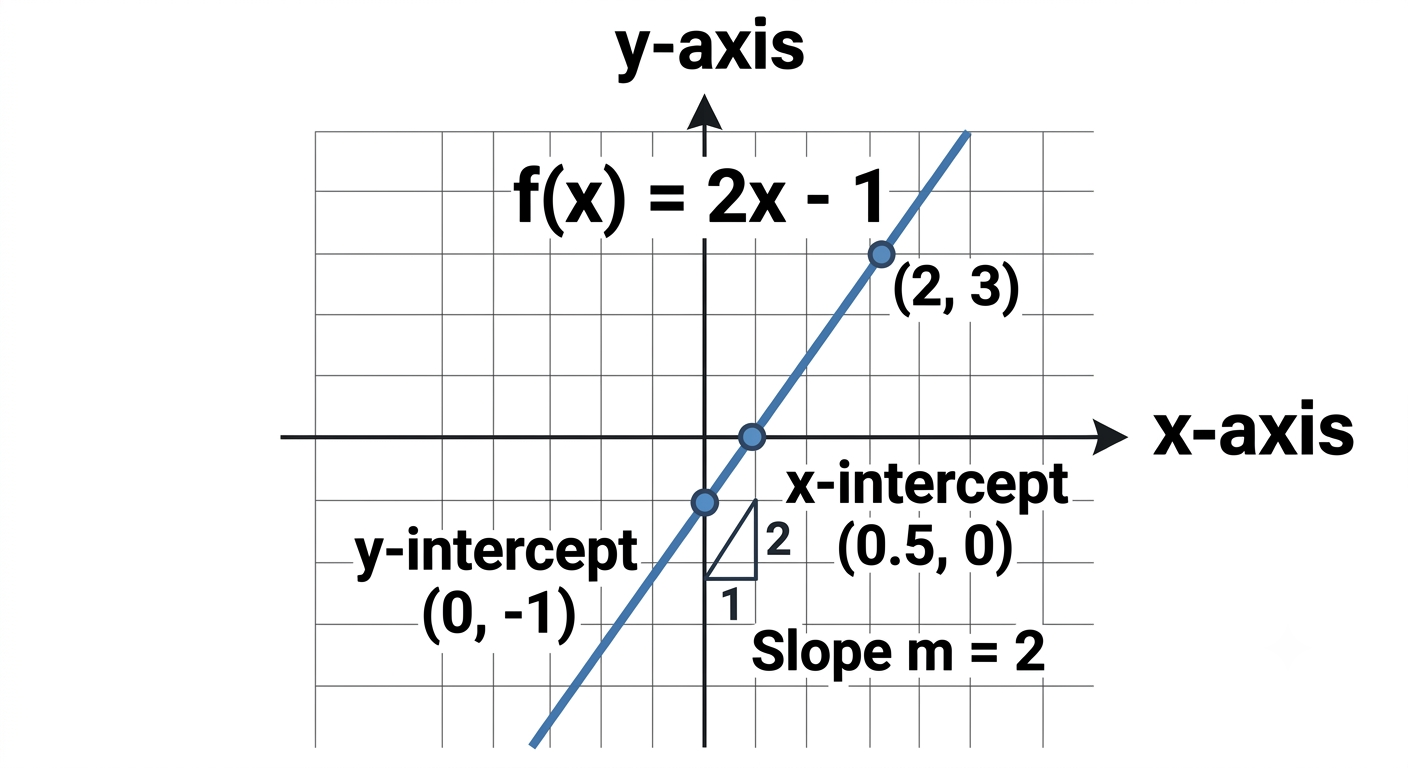 y-axis
f(x) = 2x - 1
(2, 3)
x-axis
x-intercept
(0.5, 0)
y-intercept
(0, -1)
2
1
Slope m = 2